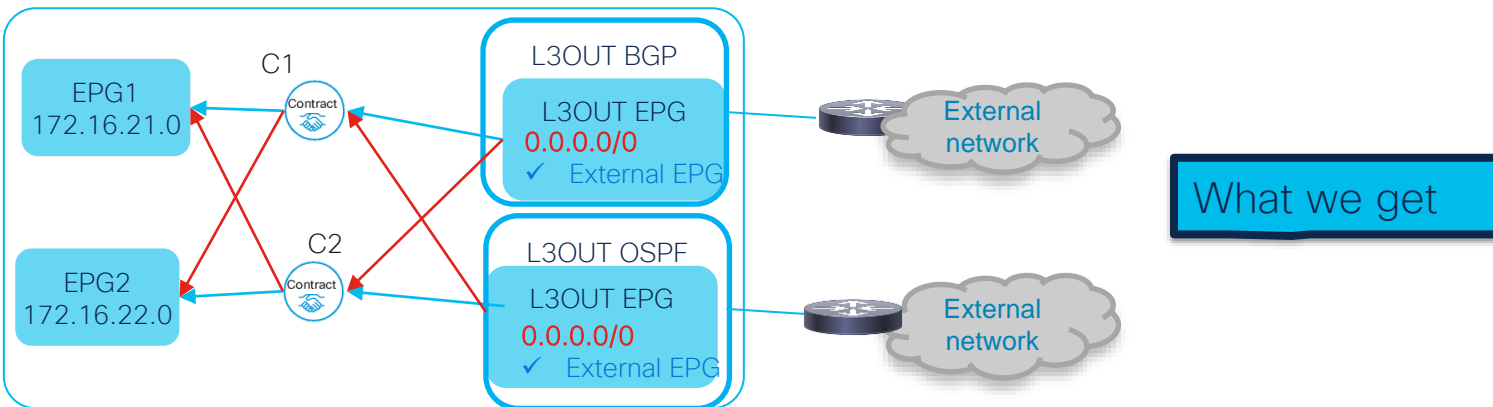 L3OUT BGP
C1
Contract
EPG1
172.16.21.0
L3OUT EPG
0.0.0.0/0
✓ External EPG
External
network
What we get
C2
Contract
EPG2
172.16.22.0
L3OUT OSPF
L3OUT EPG
0.0.0.0/0
✓ External EPG
External
network